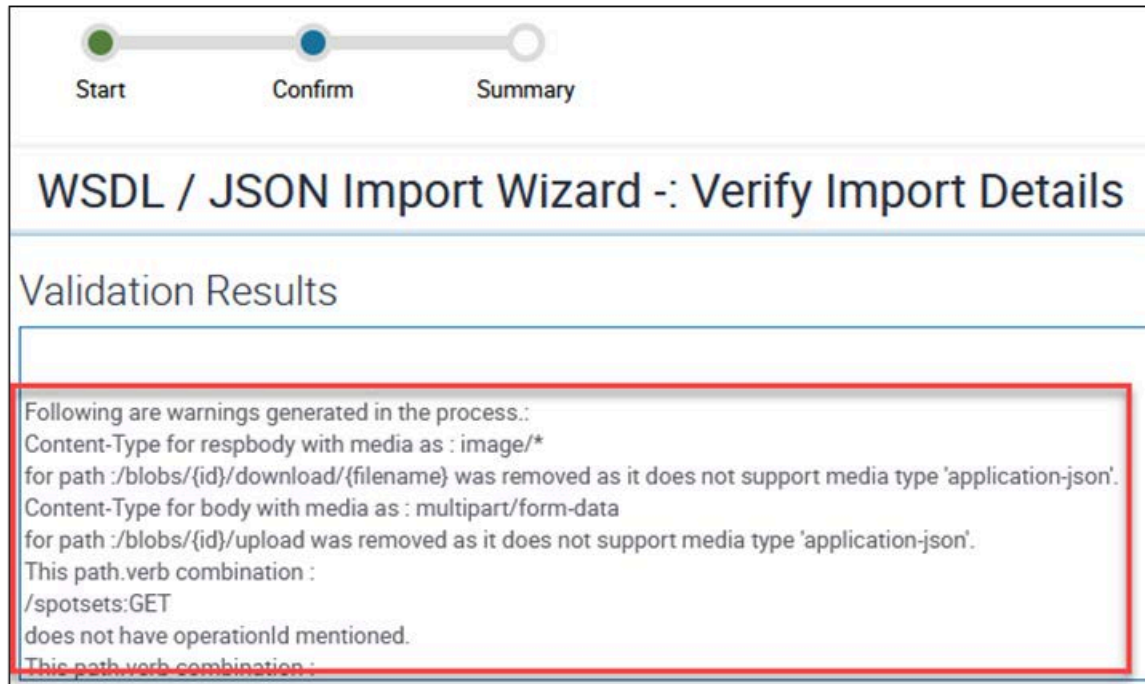 Start Confirm Summary
WSDL / JSON Import Wizard -: Verify Import Details
Validation Results
Following are warnings generated in the process.:
Content-Type for respbody with media as : image/*
for path :/blobs/{id}/download/{filename} was removed as it does not support media type 'application-json'.
Content-Type for body with media as : multipart/form-data
for path :/blobs/{id}/upload was removed as it does not support media type 'application-json'.
This path.verb combination :
/spotsets:GET
does not have operationId mentioned.
This path.verb combination :